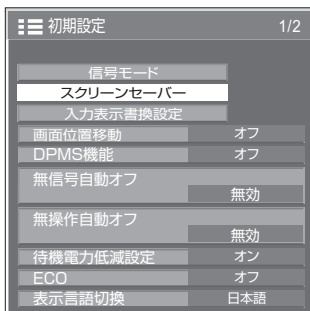 初期設定 1/2
信号モード
スクリーンセーバー
入力表示書換設定
画面位置移動 オフ
DPMS機能 オフ
無信号自動オフ
無効
無操作自動オフ
無効
待機電力低減設定 オン
ECO オフ
表示言語切換 日本語